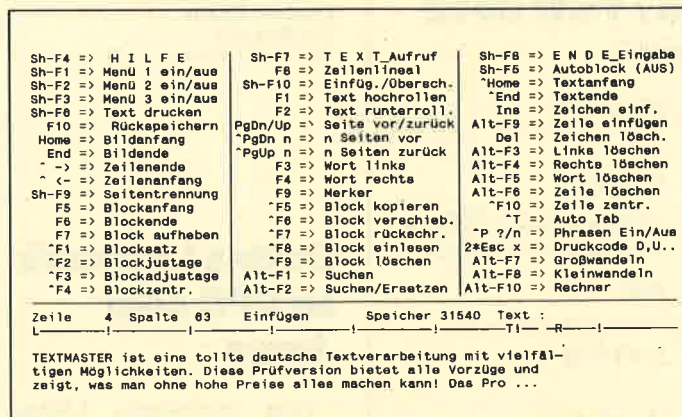 Sh-F4 => H I L F E Sh-F7 => T E X T_Aufruf Sh-F8 => E N D E_Eingabe
Sh-F1 => Menü 1 ein/aus F8 => Zeilenlineal Sh-F5 => Autoblock (AUS)
Sh-F2 => Menü 2 ein/aus Sh-F10 => Einfüg./Übersch. ^Home => Textanfang
Sh-F3 => Menü 3 ein/aus F1 => Text hochrollen ^End => Textende
Sh-F6 => Text drucken F2 => Text runterroll. Ins => Zeichen einf.
F10 => Rückspeichern PgDn/Up => Seite vor/zurück Alt-F9 => Zeile einfügen
Home => Bildanfang ^PgDn n => n Seiten vor Del => Zeichen lösch.
End => Bildende ^PgUp n => n Seiten zurück Alt-F3 => Links löschen
^ -> => Zeilenende F3 => Wort links Alt-F4 => Rechts löschen
^ <- => Zeilenanfang F4 => Wort rechts Alt-F5 => Wort löschen
Sh-F9 => Seitentrennung F9 => Merker Alt-F6 => Zeile löschen
F5 => Blockanfang ^F5 => Block kopieren ^F10 => Zeile zentr.
F6 => Blockende ^F6 => Block verschieb. ^T => Auto Tab
F7 => Block aufheben ^F7 => Block rückschr. ^P ?/n => Phrasen Ein/Aus
^F1 => Blocksatz ^F8 => Block einlesen 2*Esc x => Druckcode D,U..
^F2 => Blockjustage ^F9 => Block löschen Alt-F7 => Großwandeln
^F3 => Blockadjustage Alt-F1 => Suchen Alt-F8 => Kleinwandeln
^F4 => Blockzentr. Alt-F2 => Suchen/Ersetzen Alt-F10 => Rechner
Zeile 4 Spalte 63 Einfügen Speicher 31540 Text :
L--------!---------!---------!---------!---------T!-- -R----!---------
TEXTMASTER ist eine tollte deutsche Textverarbeitung mit vielfäl-
tigen Möglichkeiten. Diese Prüfversion bietet alle Vorzüge und
zeigt, was man ohne hohe Preise alles machen kann! Das Pro ...